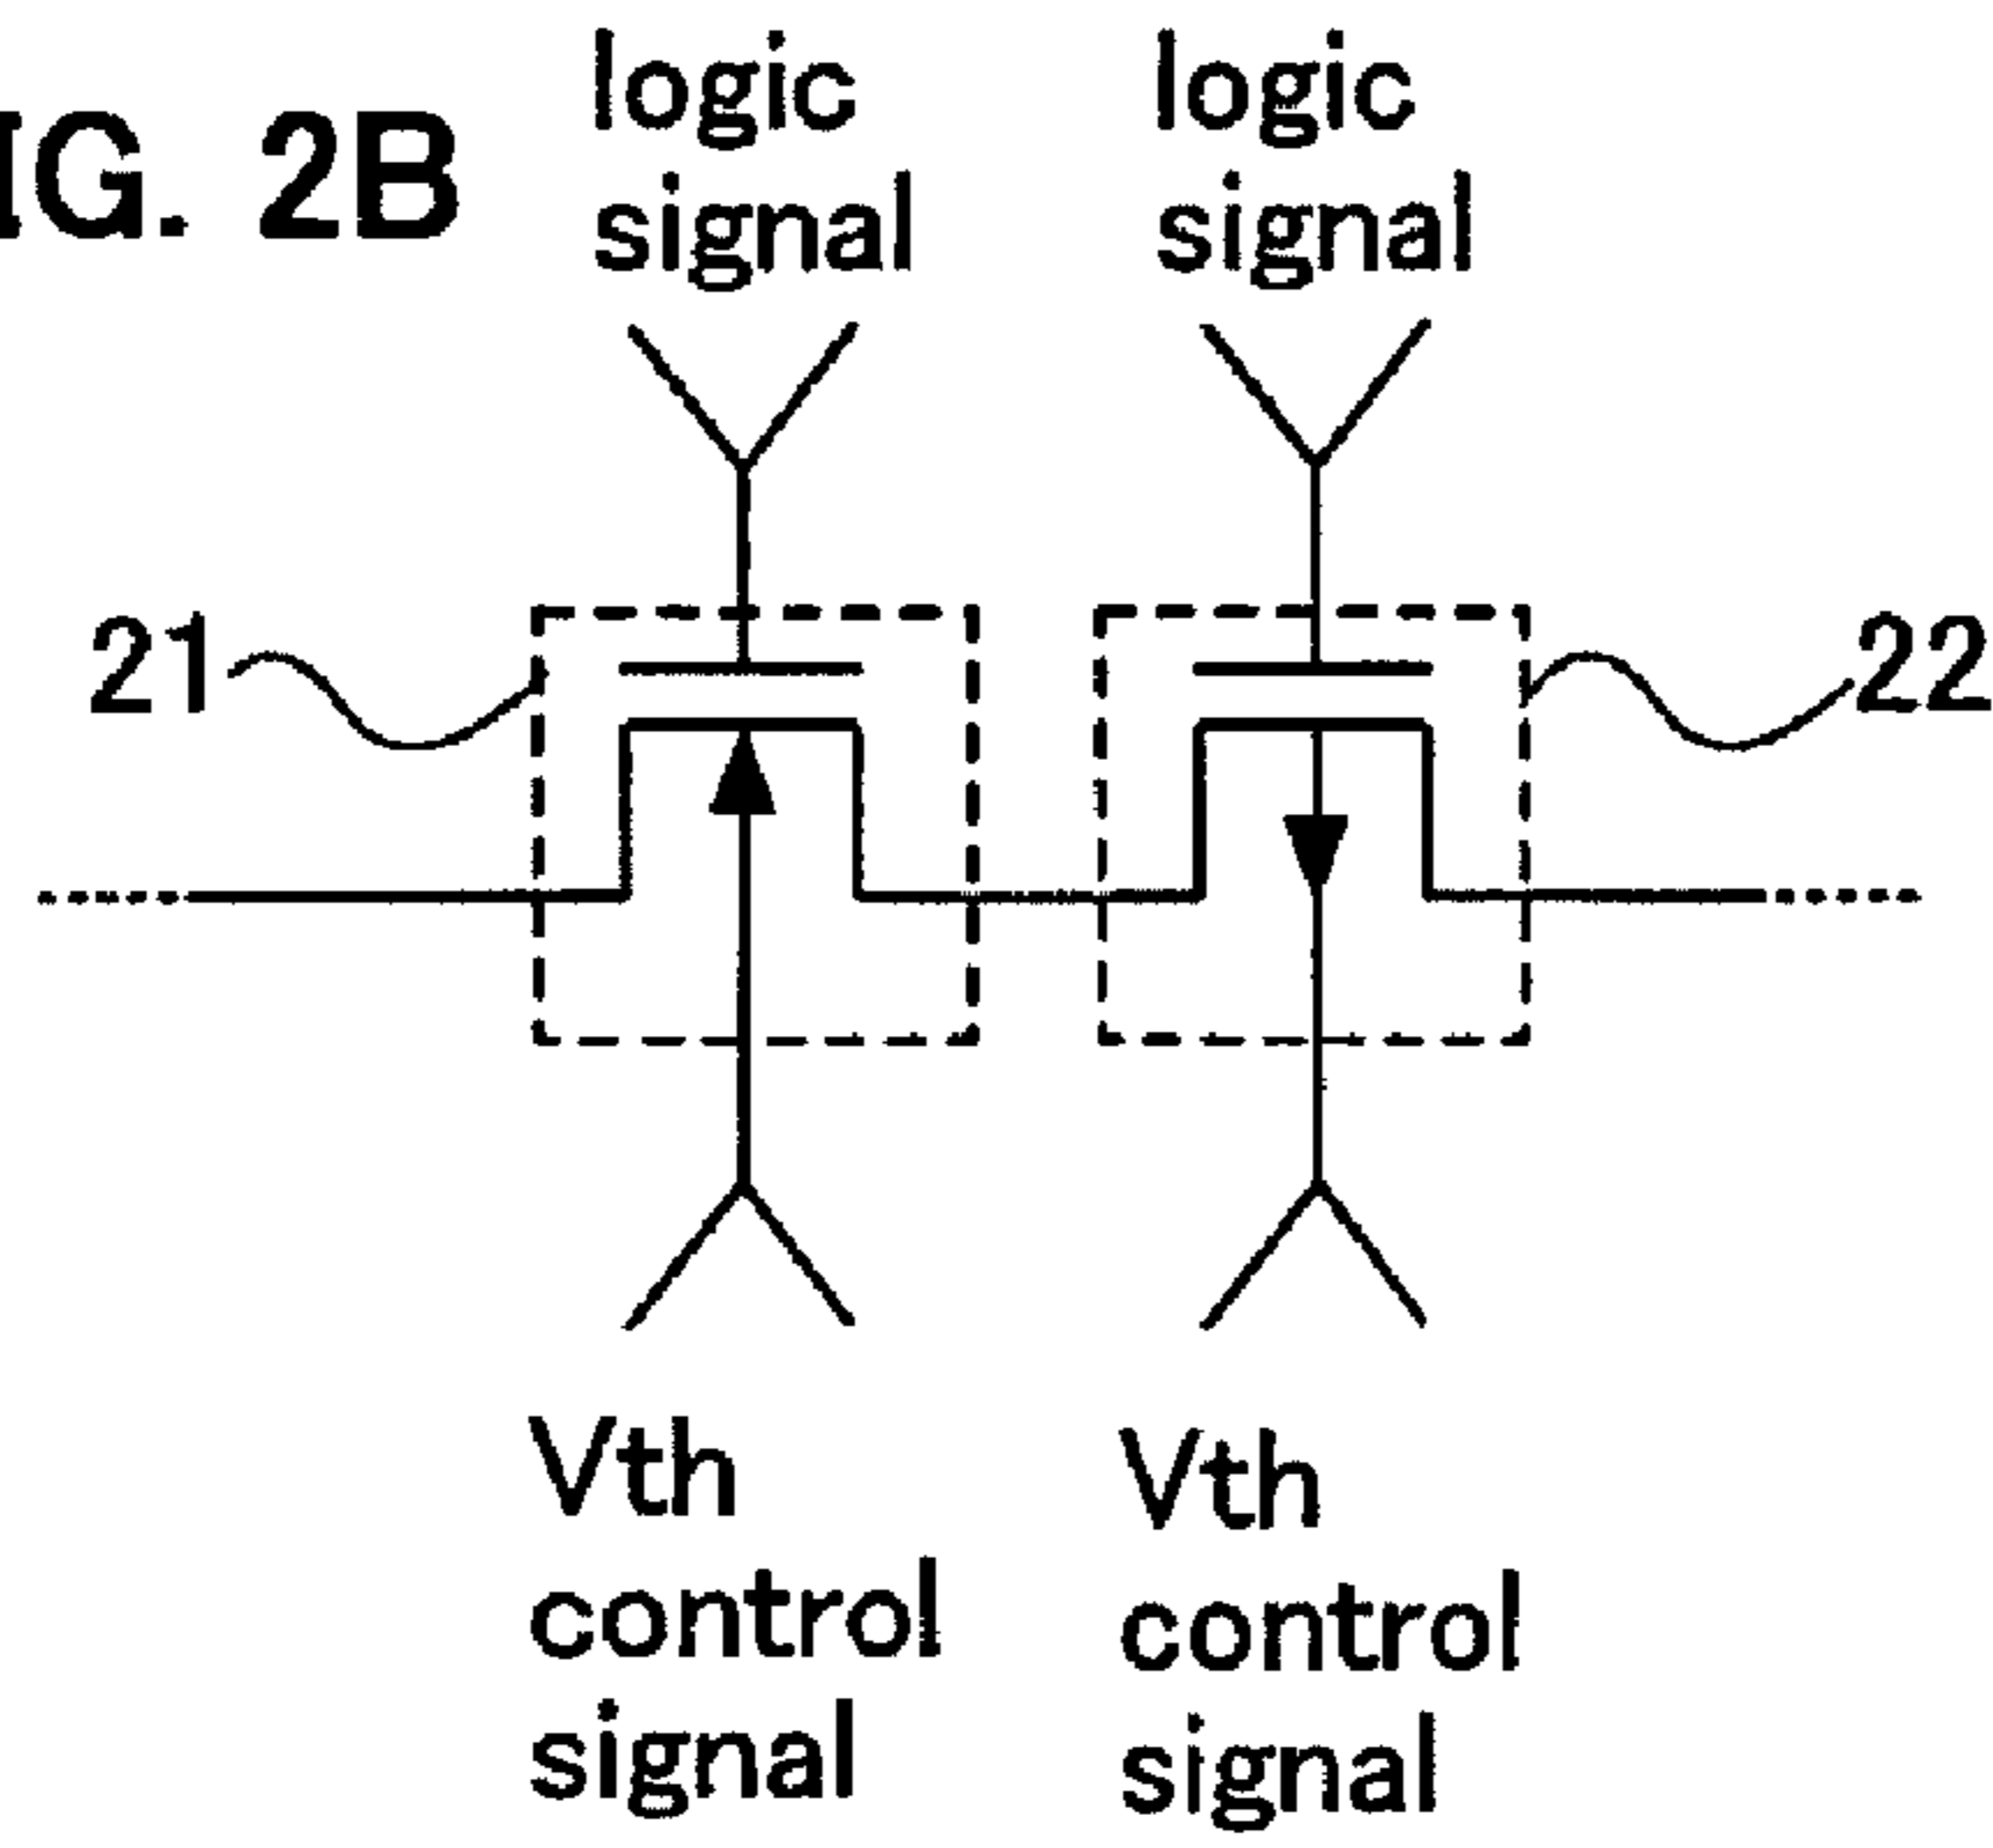 IG. 2B
logic
signal
logic
signal
21
22
Vth
control
signal
Vth
control
signal